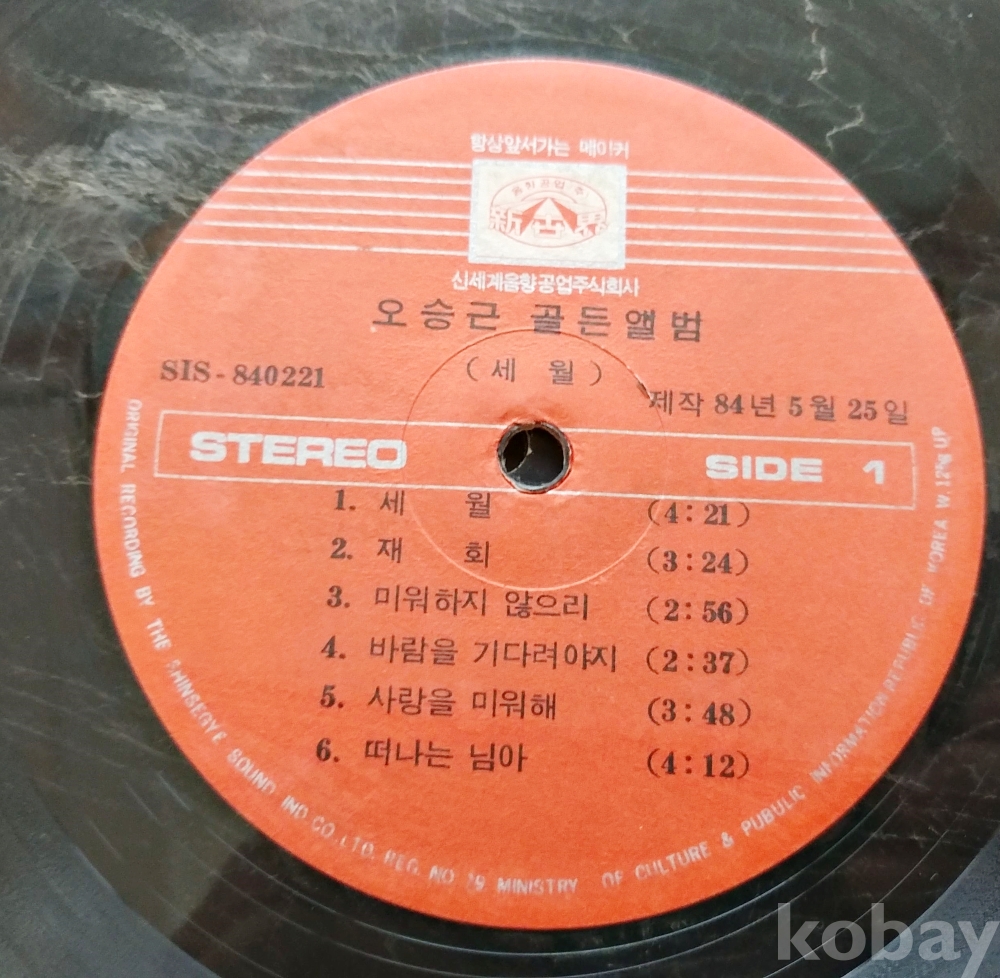 항상앞서가는 메이커
음향공업(주)
新世界
신세계음향공업주식회사
오승근 골든앨범
(세 월)
SIS-840221
제작 84년 5월 25일
STEREO SIDE 1
1. 세 월 (4:21)
2. 재 회 (3:24)
3. 미워하지 않으리 (2:56)
4. 바람을 기다려야지 (2:37)
5. 사랑을 미워해 (3:48)
6. 떠나는 님아 (4:12)
ORIGINAL RECORDING BY THE SHINSEGYE SOUND IND.CO.,LTD. REG. NO 19 MINISTRY OF CULTURE & PUBULIC INFORMATION REPUBLIC OF KOREA W.125g UP
kobay